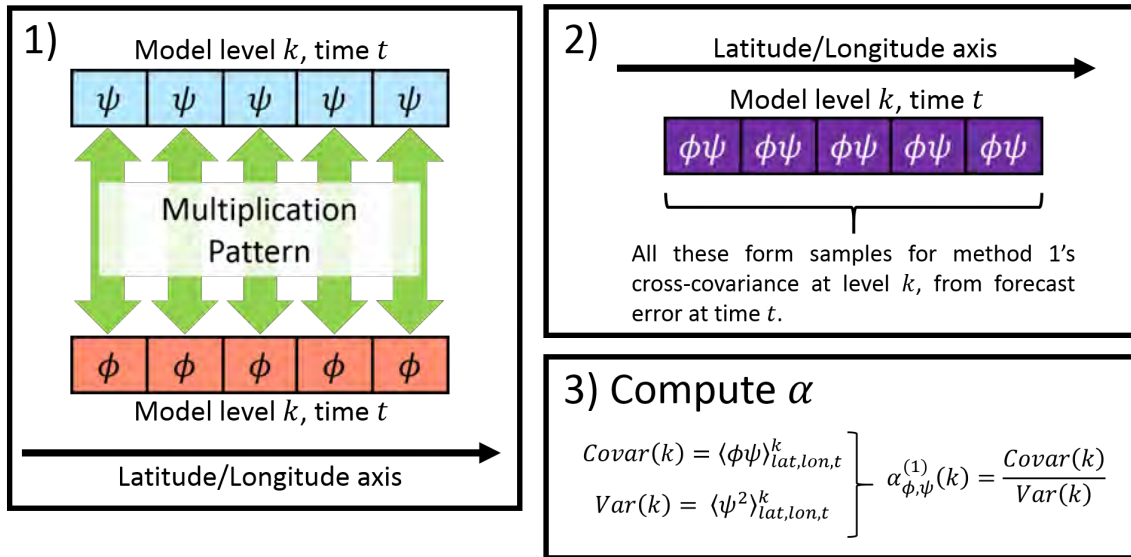 1)
Model level k, time t
ψ ψ ψ ψ ψ
Multiplication
Pattern
ϕ ϕ ϕ ϕ ϕ
Model level k, time t
Latitude/Longitude axis
2)
Latitude/Longitude axis
Model level k, time t
ϕψ ϕψ ϕψ ϕψ ϕψ
All these form samples for method 1's
cross-covariance at level k, from forecast
error at time t.
3) Compute α
Covar(k) = ⟨ϕψ⟩^k_{lat,lon,t}
Var(k) = ⟨ψ²⟩^k_{lat,lon,t}
α^{(1)}_{ϕ,ψ}(k) = Covar(k) / Var(k)